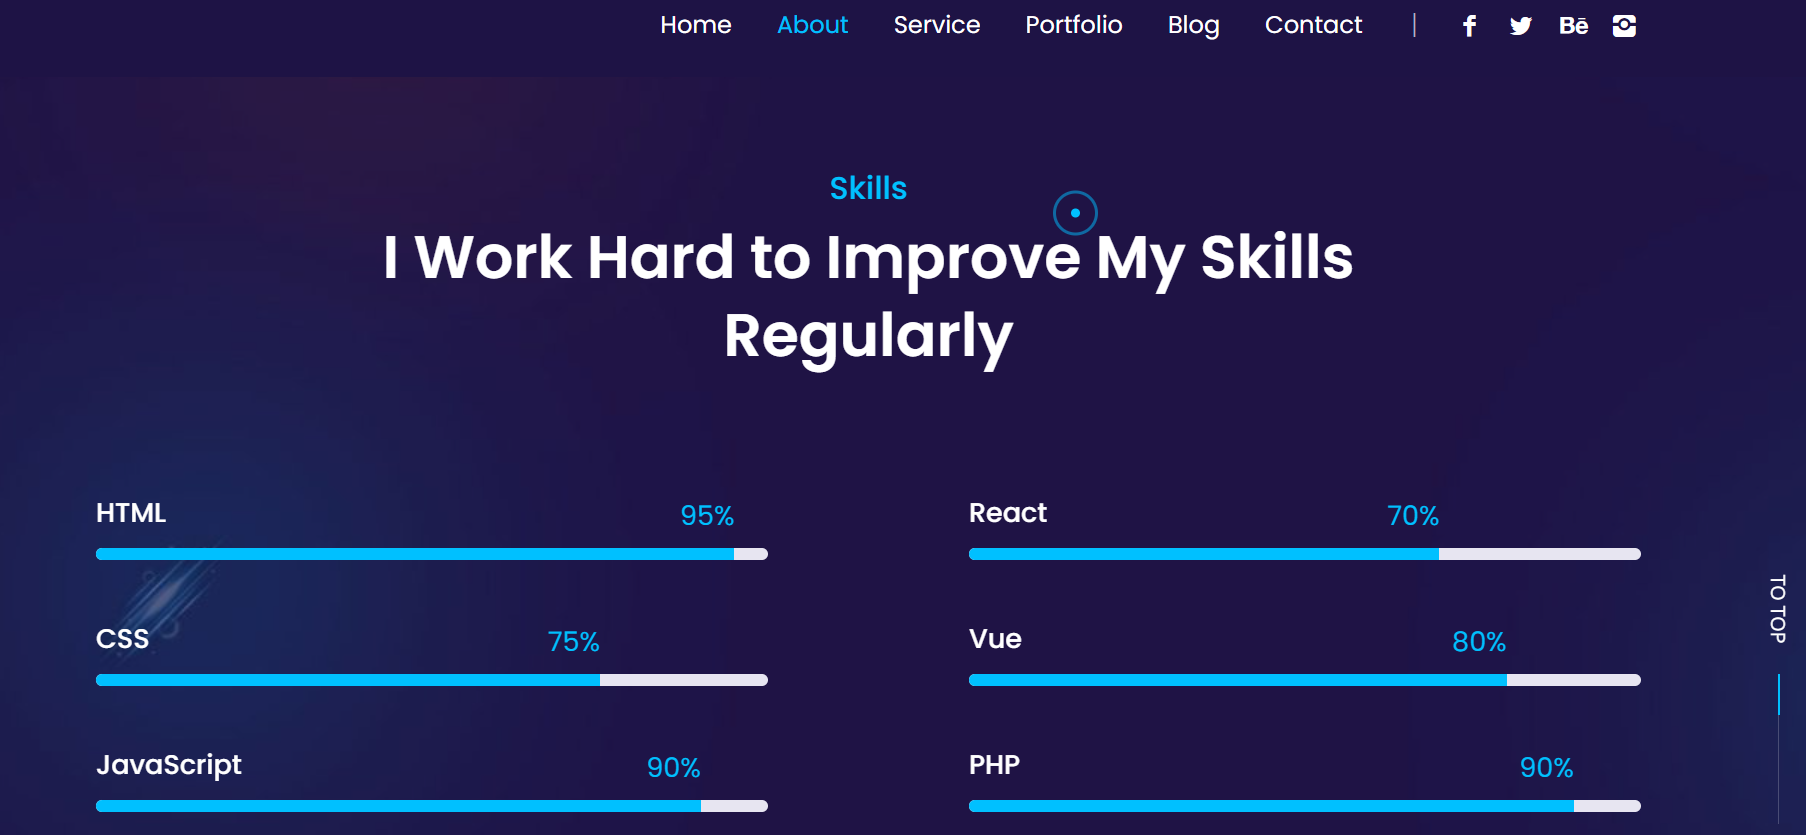 Home About Service Portfolio Blog Contact | Bē
Skills
I Work Hard to Improve My Skills
Regularly
HTML 95%
React 70%
CSS 75%
Vue 80%
JavaScript 90%
PHP 90%
TO TOP